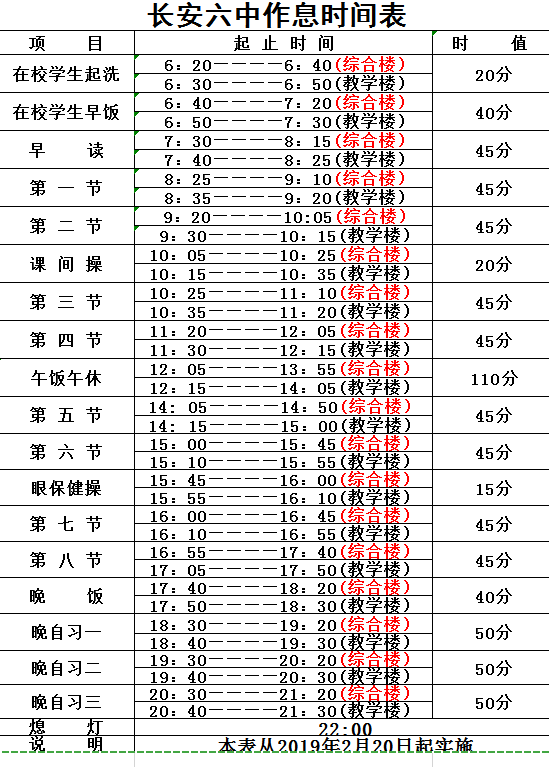 长安六中作息时间表
项 目 起 止 时 间 时 值
在校学生起洗 6：20————6：40(综合楼) 20分
6：30————6：50(教学楼)
在校学生早饭 6：40————7：20(综合楼) 40分
6：50————7：30(教学楼)
早 读 7：30————8：15(综合楼) 45分
7：40————8：25(教学楼)
第 一 节 8：25————9：10(综合楼) 45分
8：35————9：20(教学楼)
第 二 节 9：20————10:05(综合楼) 45分
9：30————10：15(教学楼)
课 间 操 10：05————10：25(综合楼) 20分
10：15————10：35(教学楼)
第 三 节 10：25————11：10(综合楼) 45分
10：35————11：20(教学楼)
第 四 节 11：20————12：05(综合楼) 45分
11：30————12：15(教学楼)
午饭午休 12：05————13：55(综合楼) 110分
12：15————14：05(教学楼)
第 五 节 14：05————14：50(综合楼) 45分
14：15————15：00(教学楼)
第 六 节 15：00————15：45(综合楼) 45分
15：10————15：55(教学楼)
眼保健操 15：45————16：00(综合楼) 15分
15：55————16：10(教学楼)
第 七 节 16：00————16：45(综合楼) 45分
16：10————16：55(教学楼)
第 八 节 16：55————17：40(综合楼) 45分
17：05————17：50(教学楼)
晚 饭 17：40————18：20(综合楼) 40分
17：50————18：30(教学楼)
晚自习一 18：30————19：20(综合楼) 50分
18：40————19：30(教学楼)
晚自习二 19：30————20：20(综合楼) 50分
19：40————20：30(教学楼)
晚自习三 20：30————21：20(综合楼) 50分
20：40————21：30(教学楼)
熄 灯 22:00
说 明 本表从2019年2月20日起实施